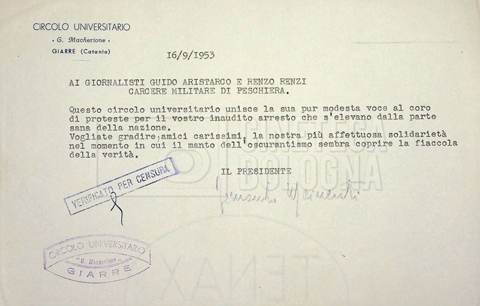 CIRCOLO UNIVERSITARIO
« G. Macherione »
GIARRE (Catania)
16/9/1953
AI GIORNALISTI GUIDO ARISTARCO E RENZO RENZI
CARCERE MILITARE DI PESCHIERA.
Questo circolo universitario unisce la sua pur modesta voce al coro
di proteste per il vostro inaudito arresto che s'elevano dalla parte
sana della nazione.
Vogliate gradire, amici carissimi, la nostra più affettuosa solidarietà
nel momento in cui il manto dell'oscurantismo sembra coprire la fiaccola
della verità.
IL PRESIDENTE
VERIFICATO PER CENSURA
CIRCOLO UNIVERSITARIO
"G. Macherione"
GIARRE
CINETECA
BOLOGNA
TENAX